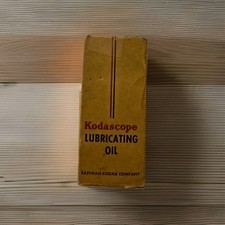 Kodascope
LUBRICATING
OIL
EASTMAN KODAK COMPANY